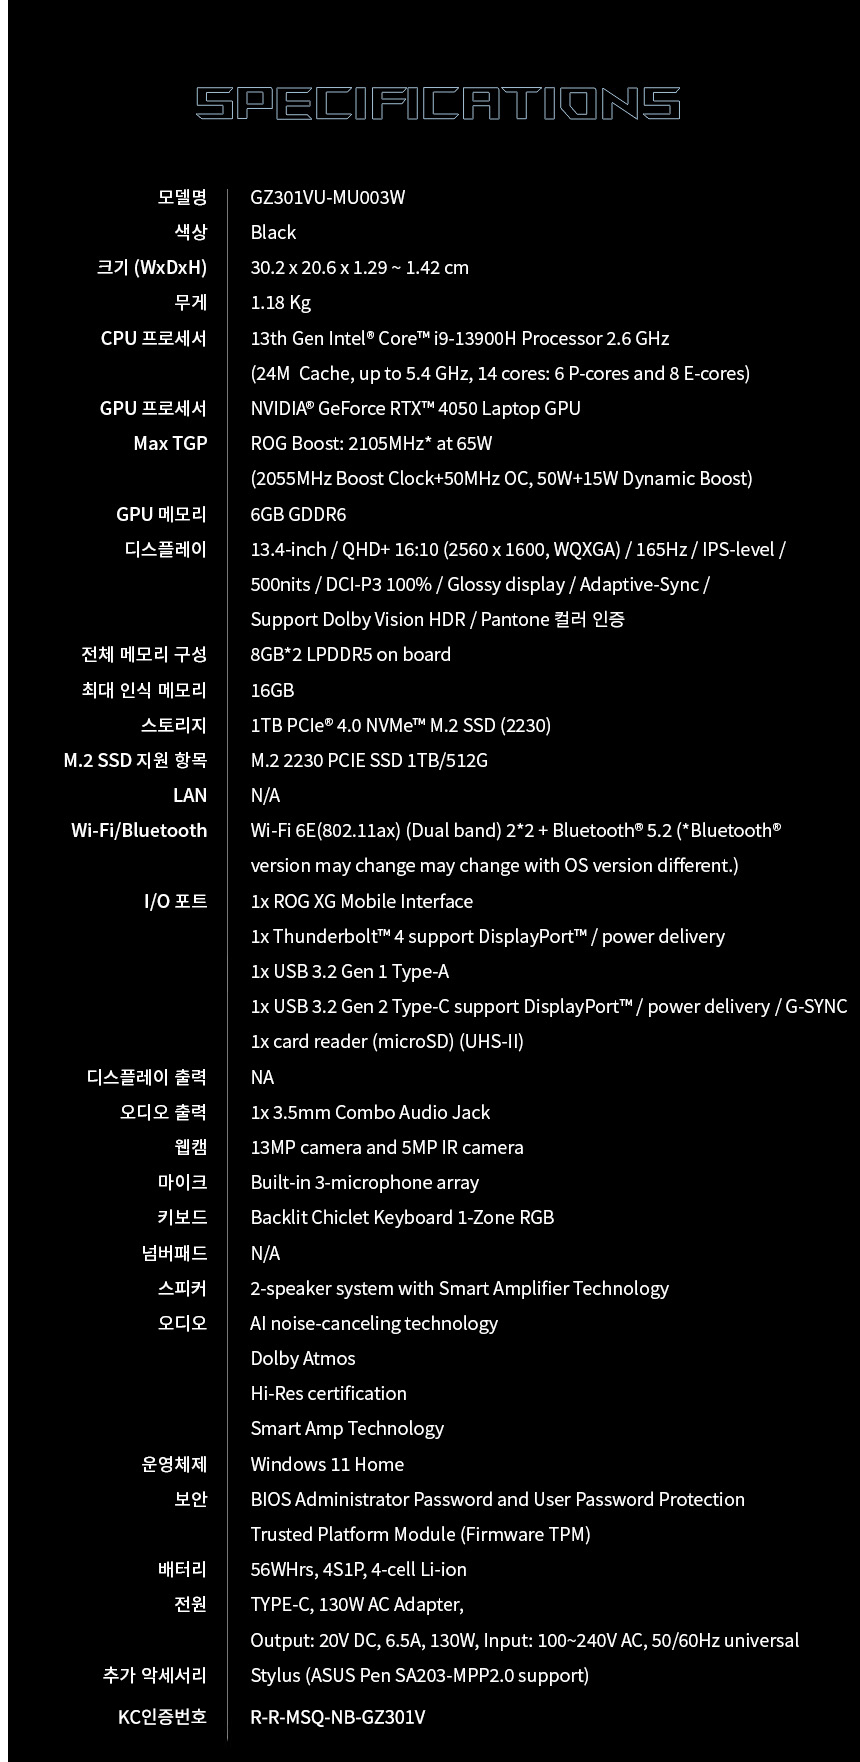 SPECIFICATIONS
모델명 GZ301VU-MU003W
색상 Black
크기 (WxDxH) 30.2 x 20.6 x 1.29 ~ 1.42 cm
무게 1.18 Kg
CPU 프로세서 13th Gen Intel® Core™ i9-13900H Processor 2.6 GHz
(24M  Cache, up to 5.4 GHz, 14 cores: 6 P-cores and 8 E-cores)
GPU 프로세서 NVIDIA® GeForce RTX™ 4050 Laptop GPU
Max TGP ROG Boost: 2105MHz* at 65W
(2055MHz Boost Clock+50MHz OC, 50W+15W Dynamic Boost)
GPU 메모리 6GB GDDR6
디스플레이 13.4-inch / QHD+ 16:10 (2560 x 1600, WQXGA) / 165Hz / IPS-level /
500nits / DCI-P3 100% / Glossy display / Adaptive-Sync /
Support Dolby Vision HDR / Pantone 컬러 인증
전체 메모리 구성 8GB*2 LPDDR5 on board
최대 인식 메모리 16GB
스토리지 1TB PCIe® 4.0 NVMe™ M.2 SSD (2230)
M.2 SSD 지원 항목 M.2 2230 PCIE SSD 1TB/512G
LAN N/A
Wi-Fi/Bluetooth Wi-Fi 6E(802.11ax) (Dual band) 2*2 + Bluetooth® 5.2 (*Bluetooth®
version may change may change with OS version different.)
I/O 포트 1x ROG XG Mobile Interface
1x Thunderbolt™ 4 support DisplayPort™ / power delivery
1x USB 3.2 Gen 1 Type-A
1x USB 3.2 Gen 2 Type-C support DisplayPort™ / power delivery / G-SYNC
1x card reader (microSD) (UHS-II)
디스플레이 출력 NA
오디오 출력 1x 3.5mm Combo Audio Jack
웹캠 13MP camera and 5MP IR camera
마이크 Built-in 3-microphone array
키보드 Backlit Chiclet Keyboard 1-Zone RGB
넘버패드 N/A
스피커 2-speaker system with Smart Amplifier Technology
오디오 AI noise-canceling technology
Dolby Atmos
Hi-Res certification
Smart Amp Technology
운영체제 Windows 11 Home
보안 BIOS Administrator Password and User Password Protection
Trusted Platform Module (Firmware TPM)
배터리 56WHrs, 4S1P, 4-cell Li-ion
전원 TYPE-C, 130W AC Adapter,
Output: 20V DC, 6.5A, 130W, Input: 100~240V AC, 50/60Hz universal
추가 악세서리 Stylus (ASUS Pen SA203-MPP2.0 support)
KC인증번호 R-R-MSQ-NB-GZ301V